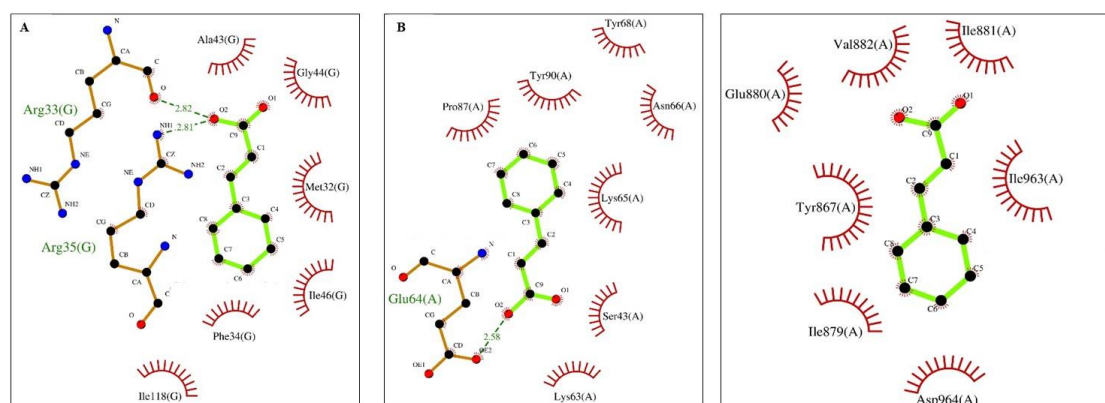 A
N
Ala43(G)
CA
C
CB
O
Gly44(G)
Arg33(G)
CG
2.82
O2
O1
CD
2.81
NH1
C9
NE
CZ
C1
NH1
NE
NH2
C2
CZ
Met32(G)
NH2
CD
C3
C4
CG
C8
Arg35(G)
N
C7
C5
CB
C6
CA
Ile46(G)
C
O
Phe34(G)
Ile118(G)
B
Tyr68(A)
Tyr90(A)
Pro87(A)
Asn66(A)
C6
C7
C5
C8
C4
Lys65(A)
C3
C2
C
N
O
C1
CA
Glu64(A)
CB
C9
O1
CG
O2
Ser43(A)
2.58
CD
OE2
OE1
Lys63(A)
Ile881(A)
Val882(A)
Glu880(A)
O2
O1
C9
C1
Ile963(A)
C2
Tyr867(A)
C3
C8
C4
C7
C5
C6
Ile879(A)
Asp964(A)